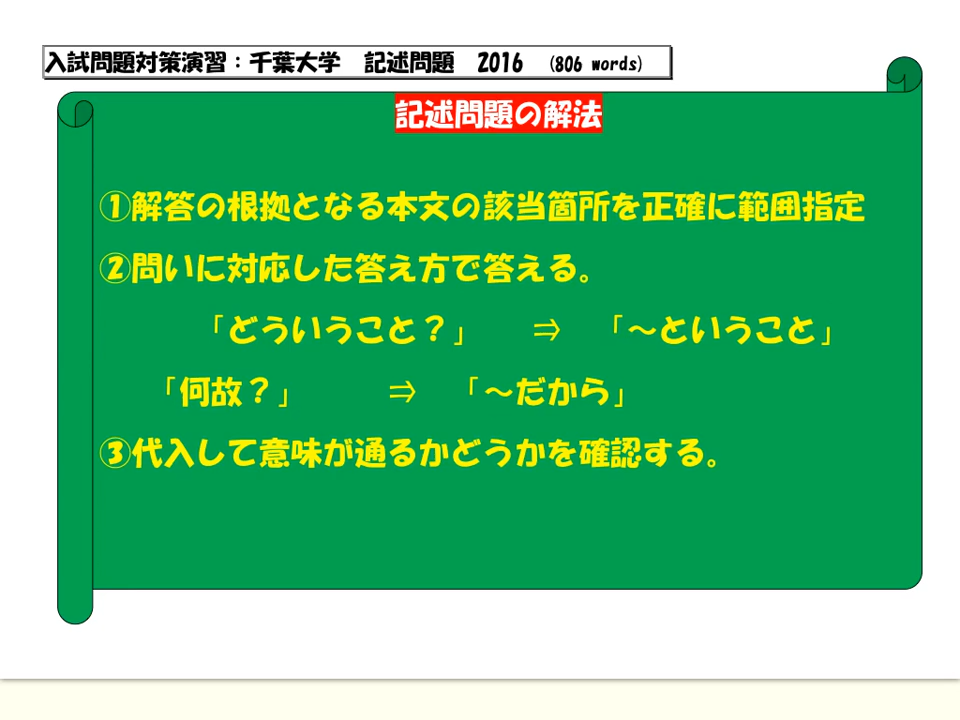 入試問題対策演習：千葉大学　記述問題　2016　(806 words)
記述問題の解法
①解答の根拠となる本文の該当箇所を正確に範囲指定
②問いに対応した答え方で答える。
「どういうこと？」　⇒　「～ということ」
「何故？」　⇒　「～だから」
③代入して意味が通るかどうかを確認する。